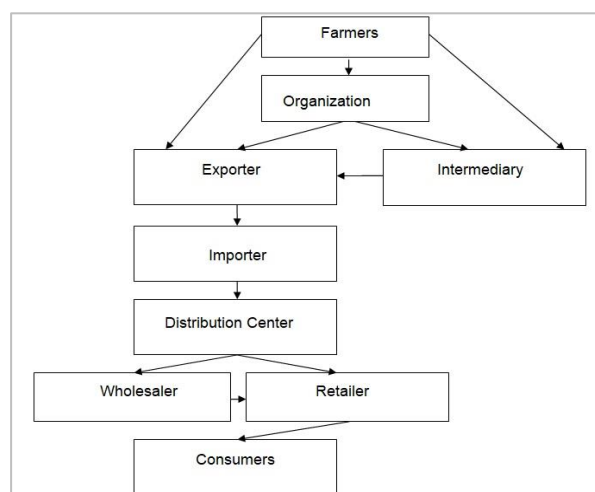 Farmers
Organization
Exporter
Intermediary
Importer
Distribution Center
Wholesaler
Retailer
Consumers